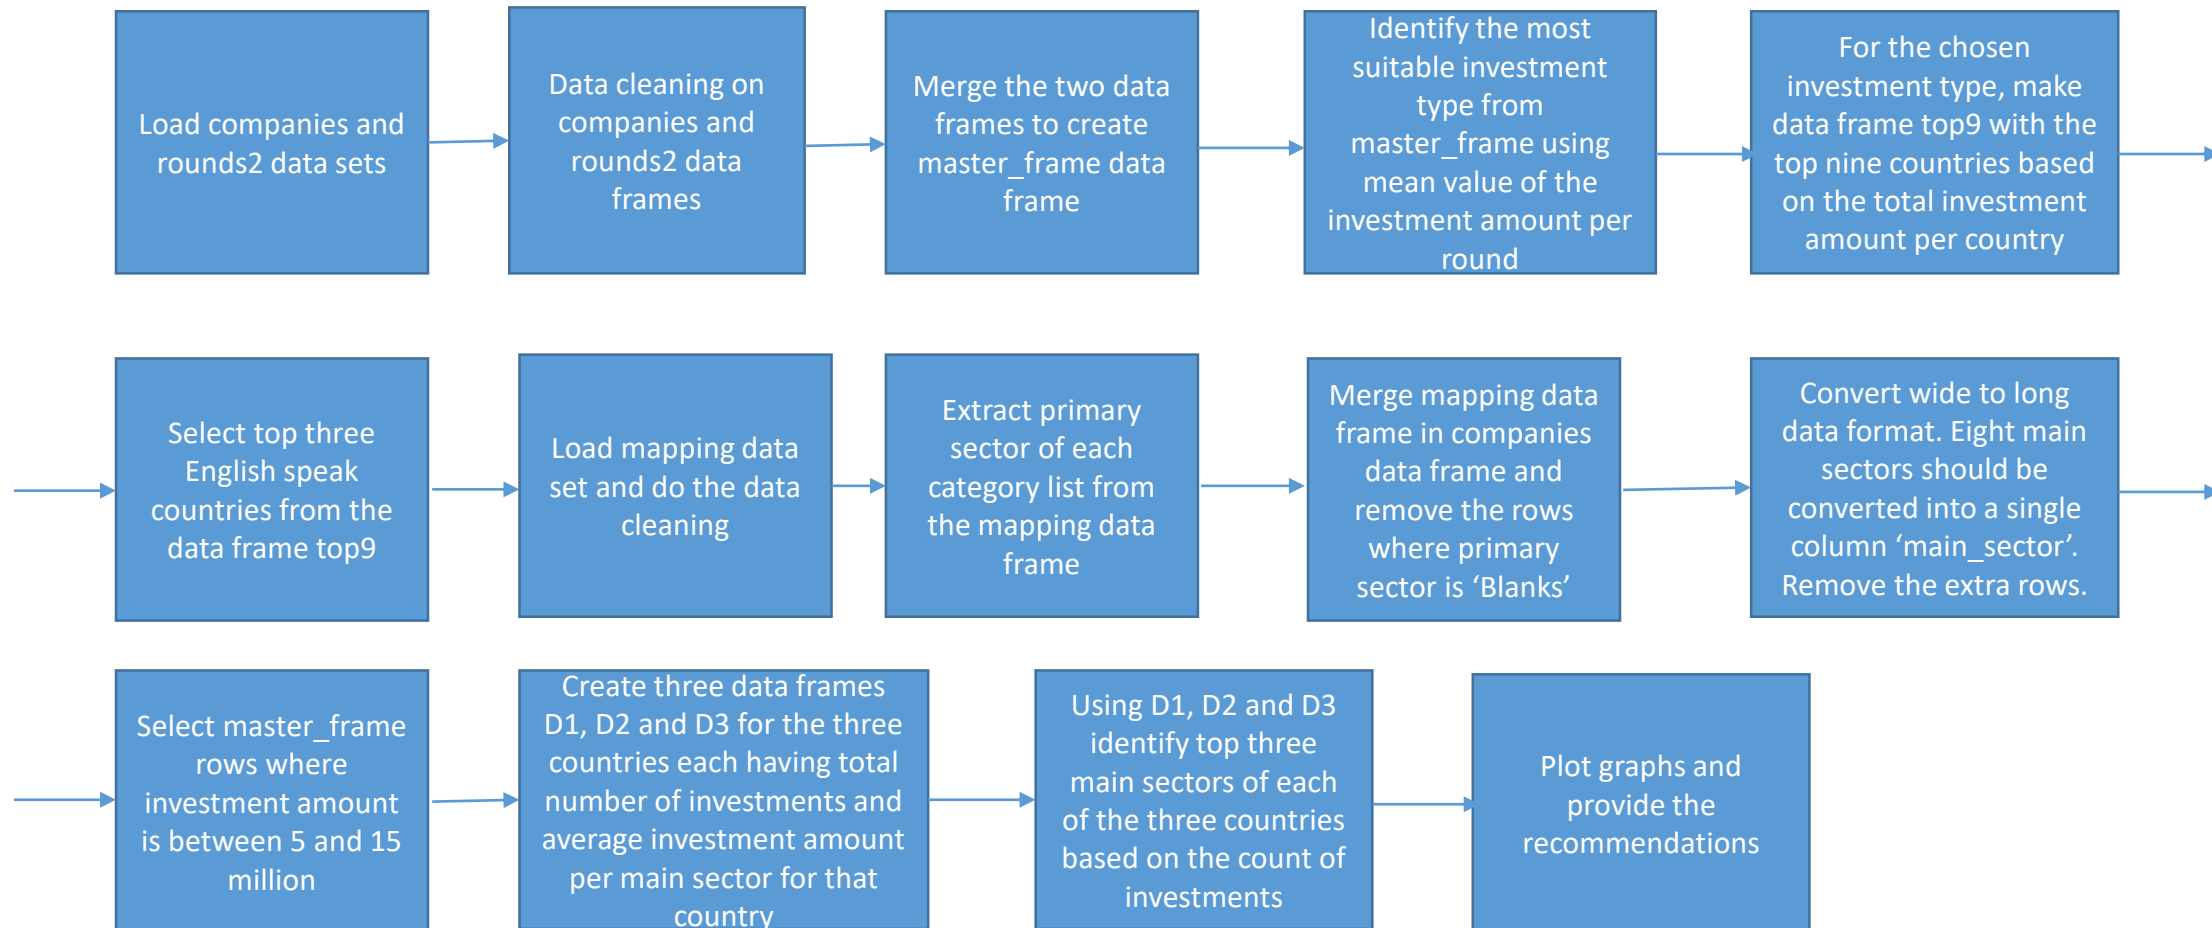 Load companies and
rounds2 data sets
Data cleaning on
companies and
rounds2 data
frames
Merge the two data
frames to create
master_frame data
frame
Identify the most
suitable investment
type from
master_frame using
mean value of the
investment amount per
round
For the chosen
investment type, make
data frame top9 with the
top nine countries based
on the total investment
amount per country
Select top three
English speak
countries from the
data frame top9
Load mapping data
set and do the data
cleaning
Extract primary
sector of each
category list from
the mapping data
frame
Merge mapping data
frame in companies
data frame and
remove the rows
where primary
sector is ‘Blanks’
Convert wide to long
data format. Eight main
sectors should be
converted into a single
column ‘main_sector’.
Remove the extra rows.
Select master_frame
rows where
investment amount
is between 5 and 15
million
Create three data frames
D1, D2 and D3 for the three
countries each having total
number of investments and
average investment amount
per main sector for that
country
Using D1, D2 and D3
identify top three
main sectors of each
of the three countries
based on the count of
investments
Plot graphs and
provide the
recommendations